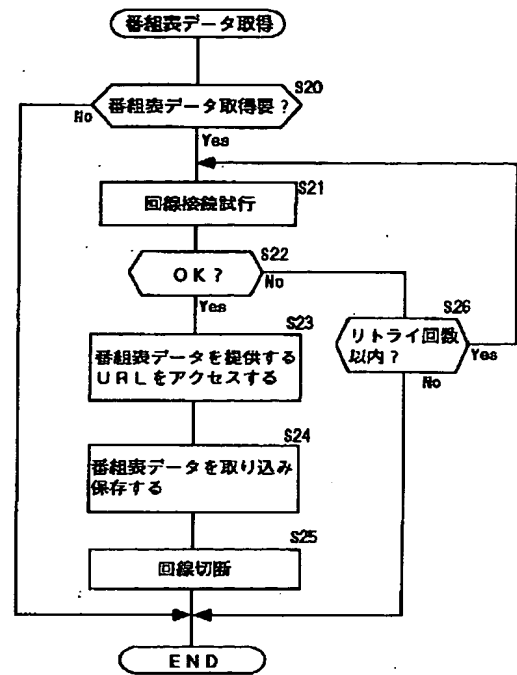 番組表データ取得
S20
番組表データ取得要?
No
Yes
S21
回線接続試行
S22
OK?
No
Yes
S23
番組表データを提供する
URLをアクセスする
S26
リトライ回数
以内?
Yes
No
S24
番組表データを取り込み
保存する
S25
回線切断
END